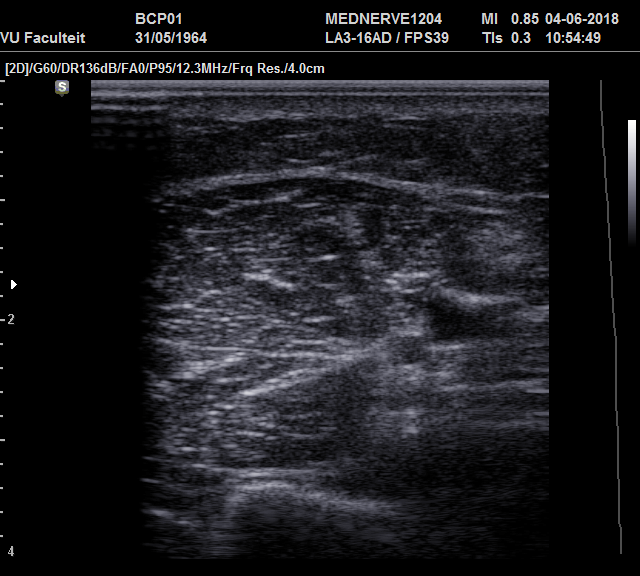 BCP01 MEDNERVE1204 MI 0.85 04-06-2018
VU Faculteit 31/05/1964 LA3-16AD / FPS39 TIs 0.3 10:54:49
[2D]/G60/DR136dB/FA0/P95/12.3MHz/Frq Res./4.0cm
S
2
4